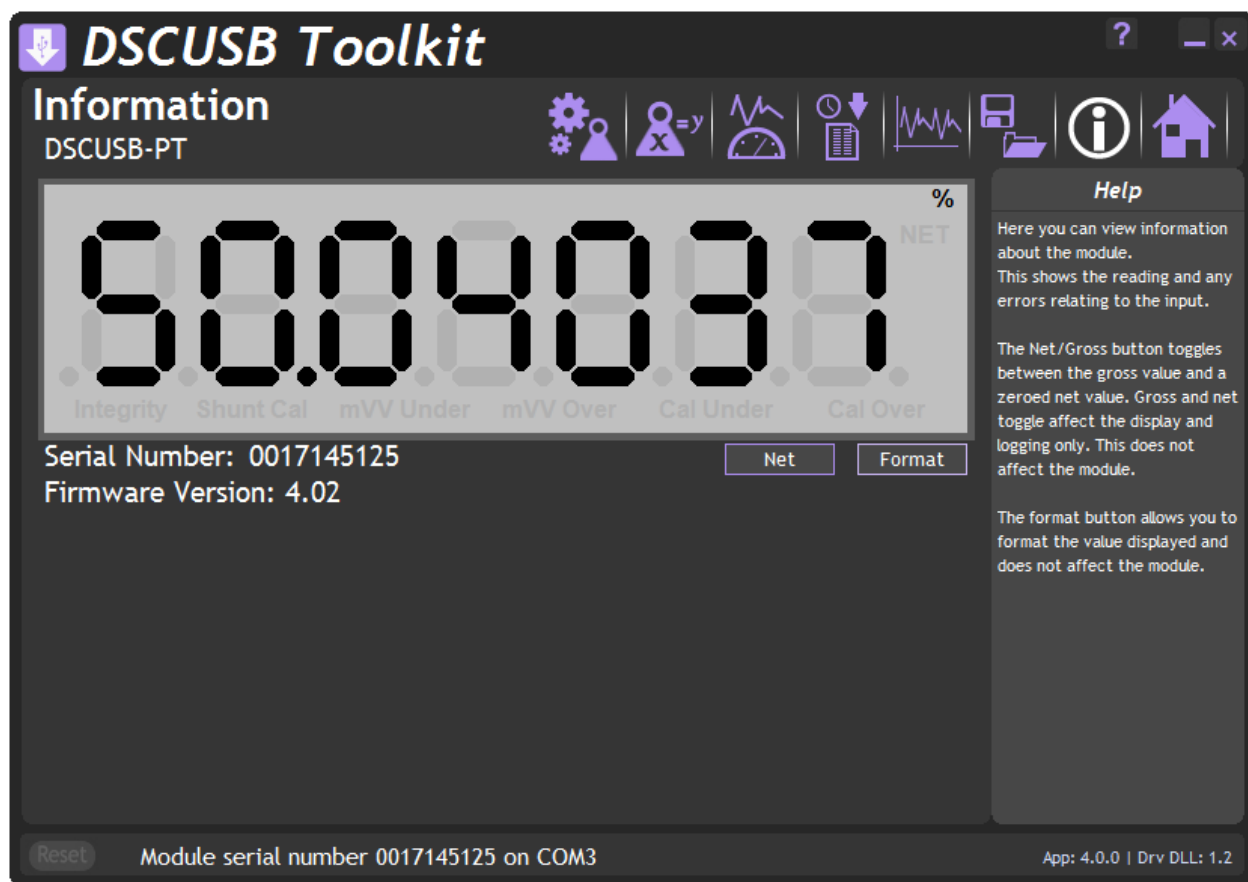 DSCUSB Toolkit
? _ ×
Information
DSCUSB-PT
x =y
i
%
50.04037
NET
Integrity Shunt Cal mVV Under mVV Over Cal Under Cal Over
Serial Number: 0017145125
Net Format
Firmware Version: 4.02
Help
Here you can view information
about the module.
This shows the reading and any
errors relating to the input.
The Net/Gross button toggles
between the gross value and a
zeroed net value. Gross and net
toggle affect the display and
logging only. This does not
affect the module.
The format button allows you to
format the value displayed and
does not affect the module.
Reset Module serial number 0017145125 on COM3
App: 4.0.0 | Drv DLL: 1.2